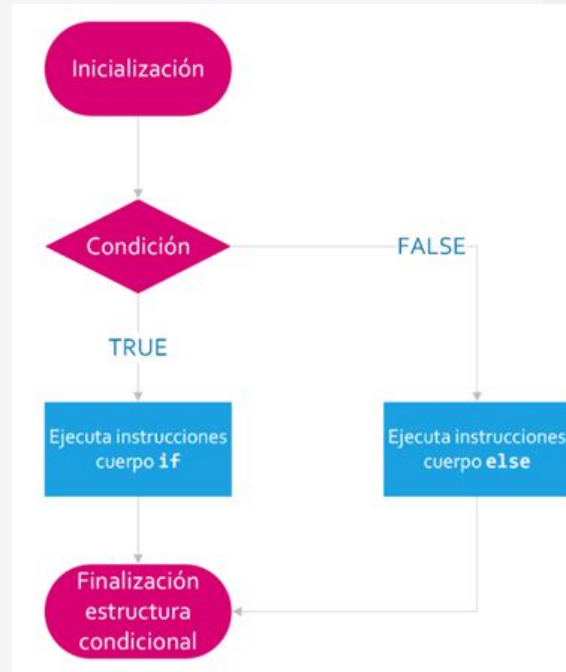 Inicialización
Condición
FALSE
TRUE
Ejecuta instrucciones
cuerpo if
Ejecuta instrucciones
cuerpo else
Finalización
estructura
condicional